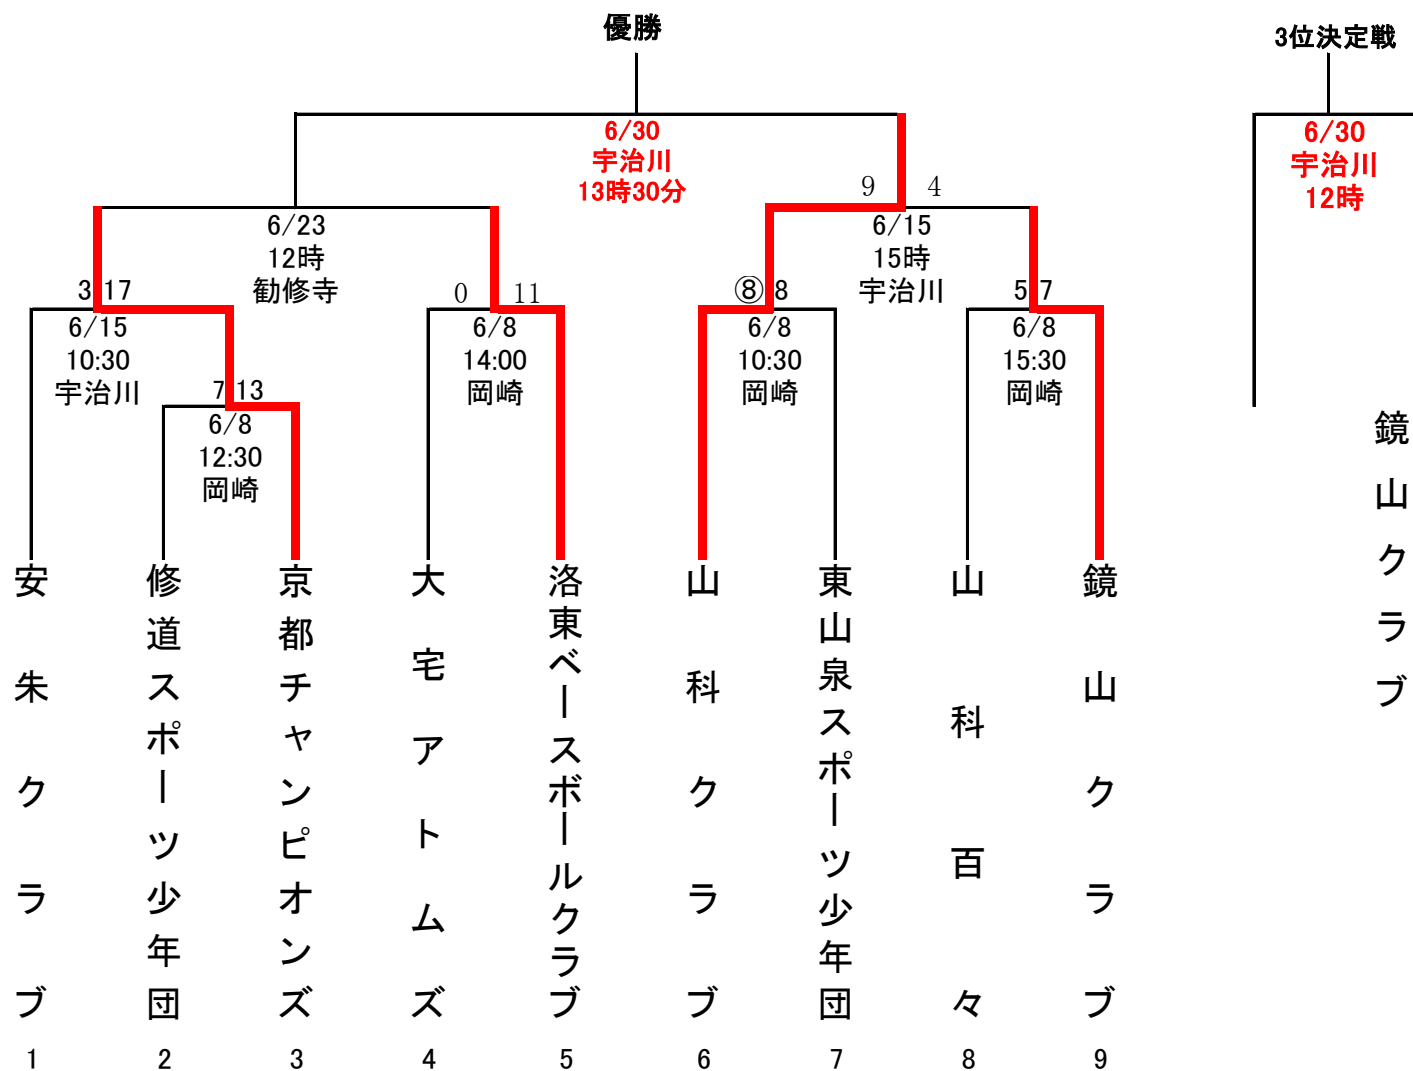 優勝
3位決定戦
6/30
宇治川
13時30分
6/30
宇治川
12時
9 4
6/23
12時
勧修寺
6/15
15時
宇治川
3 17
6/15
10:30
宇治川
0 11
6/8
14:00
岡崎
⑧ 8
6/8
10:30
岡崎
5 7
6/8
15:30
岡崎
7 13
6/8
12:30
岡崎
安朱クラブ
修道スポーツ少年団
京都チャンピオンズ
大宅アトムズ
洛東ベースボールクラブ
山科クラブ
東山泉スポーツ少年団
山科百々
鏡山クラブ
鏡山クラブ
1 2 3 4 5 6 7 8 9